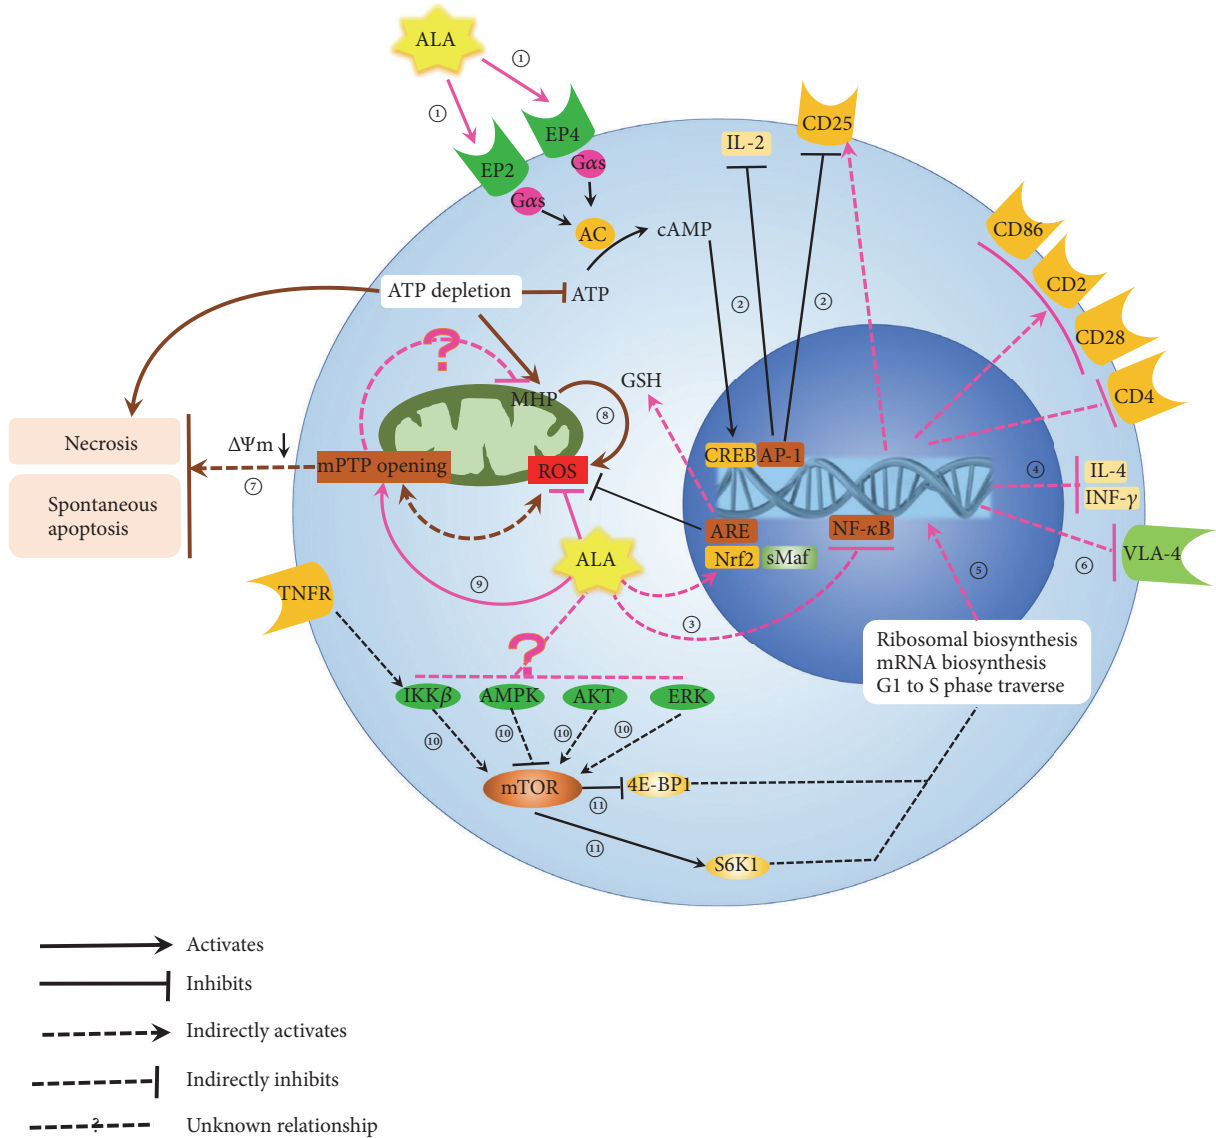 ALA
①
①
EP4
EP2
Gαs
Gαs
AC
cAMP
ATP depletion
ATP
IL-2
CD25
②
②
CD86
CD2
CD28
CD4
?
MHP
GSH
⑧
Necrosis
Spontaneous
apoptosis
ΔΨm
⑦
mPTP opening
ROS
CREB
AP-1
ARE
Nrf2
sMaf
NF-κB
④
IL-4
INF-γ
VLA-4
⑥
⑤
ALA
⑨
③
TNFR
?
Ribosomal biosynthesis
mRNA biosynthesis
G1 to S phase traverse
IKKβ
AMPK
AKT
ERK
⑩
⑩
⑩
⑩
mTOR
4E-BP1
⑪
⑪
S6K1
Activates
Inhibits
Indirectly activates
Indirectly inhibits
?
Unknown relationship